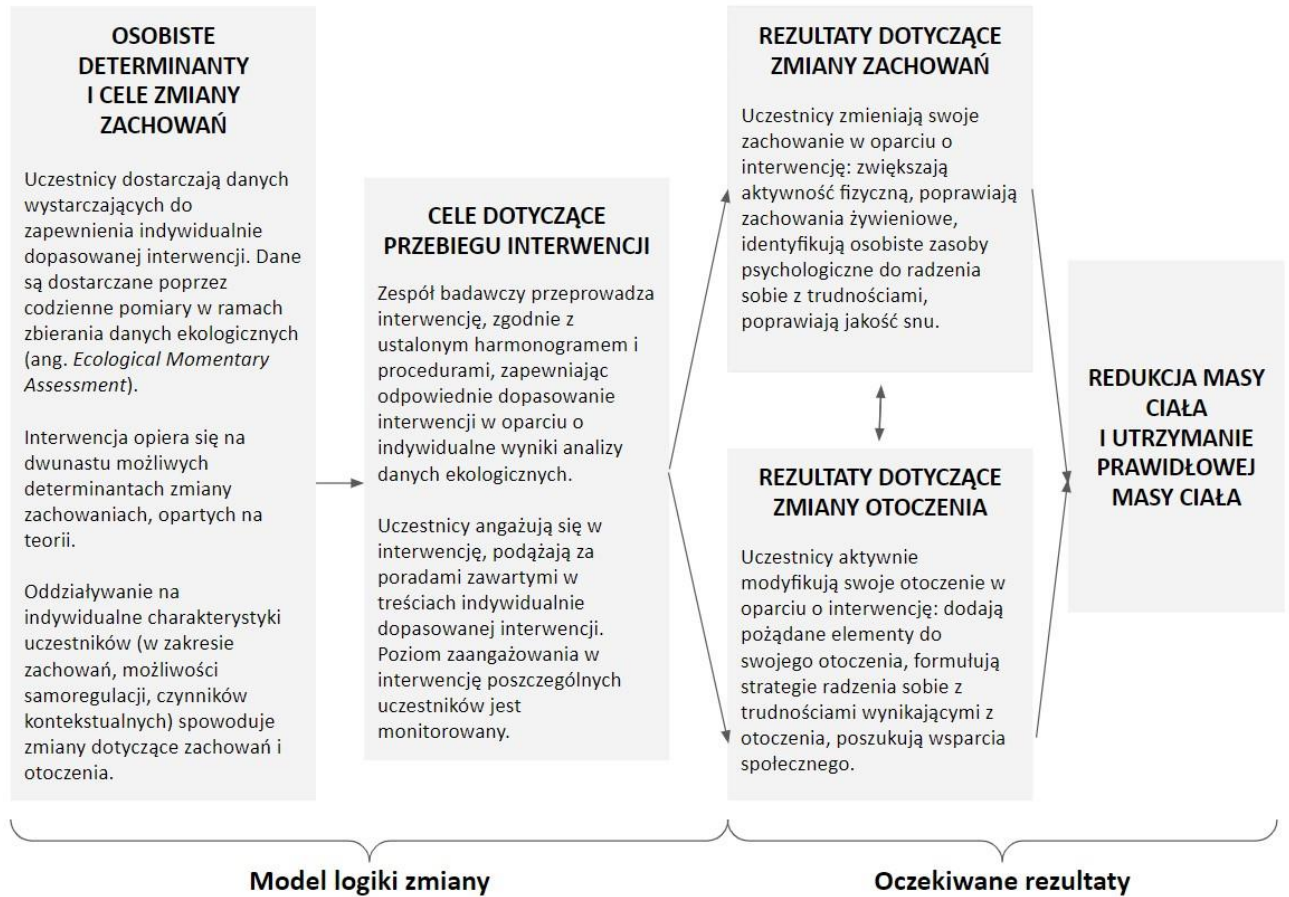 OSOBISTE
DETERMINANTY
I CELE ZMIANY
ZACHOWAŃ
Uczestnicy dostarczają danych
wystarczających do
zapewnienia indywidualnie
dopasowanej interwencji. Dane
są dostarczane poprzez
codzienne pomiary w ramach
zbierania danych ekologicznych
(ang. Ecological Momentary
Assessment).
Interwencja opiera się na
dwunastu możliwych
determinantach zmiany
zachowaniach, opartych na
teorii.
Oddziaływanie na
indywidualne charakterystyki
uczestników (w zakresie
zachowań, możliwości
samoregulacji, czynników
kontekstualnych) spowoduje
zmiany dotyczące zachowań i
otoczenia.
CELE DOTYCZĄCE
PRZEBIEGU INTERWENCJI
Zespół badawczy przeprowadza
interwencję, zgodnie z
ustalonym harmonogramem i
procedurami, zapewniając
odpowiednie dopasowanie
interwencji w oparciu o
indywidualne wyniki analizy
danych ekologicznych.
Uczestnicy angażują się w
interwencję, podążają za
poradami zawartymi w
treściach indywidualnie
dopasowanej interwencji.
Poziom zaangażowania w
interwencję poszczególnych
uczestników jest
monitorowany.
REZULTATY DOTYCZĄCE
ZMIANY ZACHOWAŃ
Uczestnicy zmieniają swoje
zachowanie w oparciu o
interwencję: zwiększają
aktywność fizyczną, poprawiają
zachowania żywieniowe,
identyfikują osobiste zasoby
psychologiczne do radzenia
sobie z trudnościami,
poprawiają jakość snu.
REZULTATY DOTYCZĄCE
ZMIANY OTOCZENIA
Uczestnicy aktywnie
modyfikują swoje otoczenie w
oparciu o interwencję: dodają
pożądane elementy do
swojego otoczenia, formułują
strategie radzenia sobie z
trudnościami wynikającymi z
otoczenia, poszukują wsparcia
społecznego.
REDUKCJA MASY
CIAŁA
I UTRZYMANIE
PRAWIDŁOWEJ
MASY CIAŁA
Model logiki zmiany
Oczekiwane rezultaty